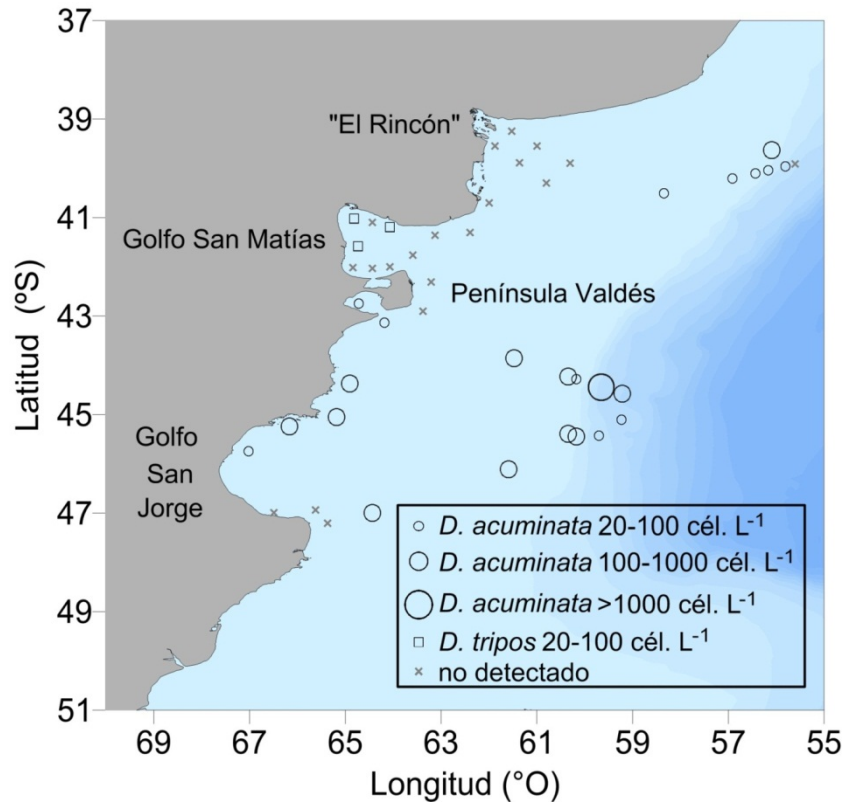 37
39
41
43
45
47
49
51
Latitud (ºS)
"El Rincón"
Golfo San Matías
Península Valdés
Golfo
San
Jorge
D. acuminata 20-100 cél. L-1
D. acuminata 100-1000 cél. L-1
D. acuminata >1000 cél. L-1
D. tripos 20-100 cél. L-1
no detectado
69 67 65 63 61 59 57 55
Longitud (°O)